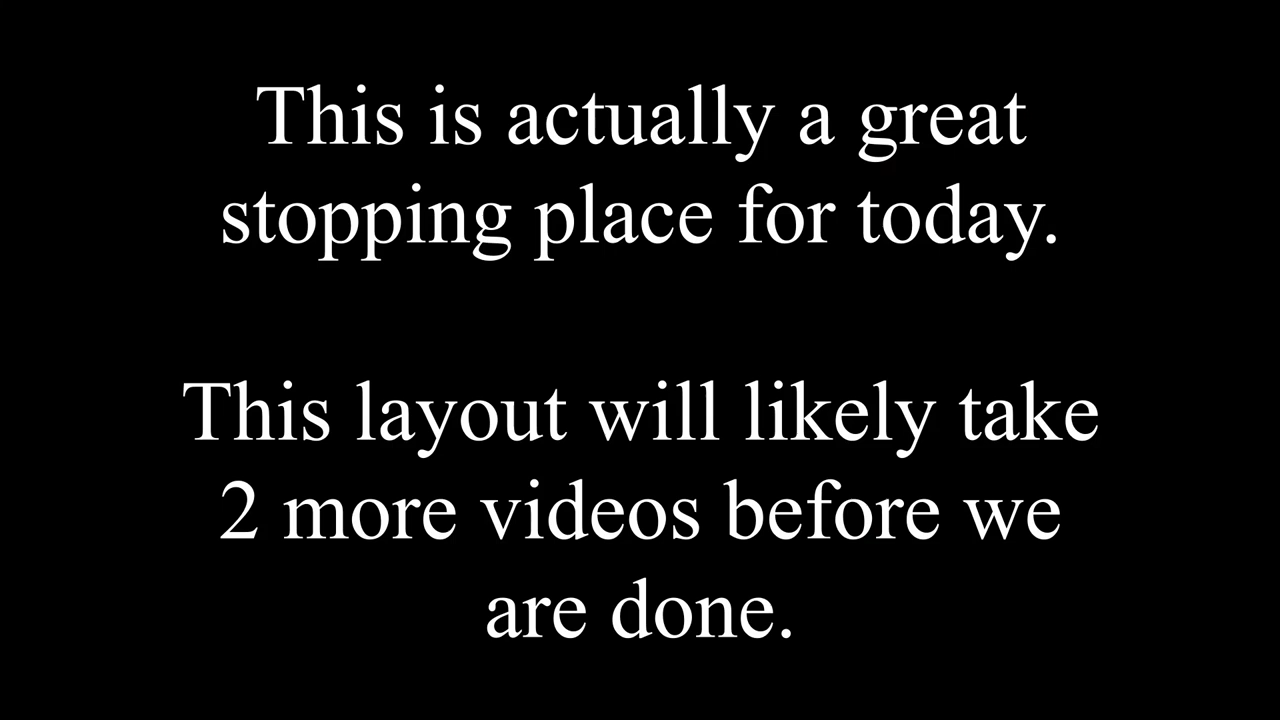 This is actually a great
stopping place for today.
This layout will likely take
2 more videos before we
are done.